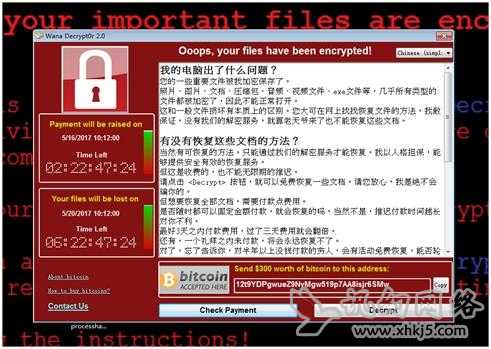 your important files are enc
Wana Decrypt0r 2.0
Ooops, your files have been encrypted!
Chinese (simpl
我的电脑出了什么问题?
您的一些重要文件被我加密保存了。
照片、图片、文档、压缩包、音频、视频文件、exe文件等,几乎所有类型的
文件都被加密了,因此不能正常打开。
这和一般文件损坏有本质上的区别。您大可在网上找找恢复文件的方法,我敢
保证,没有我们的解密服务,就算老天爷来了也不能恢复这些文档。
有没有恢复这些文档的方法?
当然有可恢复的方法。只能通过我们的解密服务才能恢复。我以人格担保,能
够提供安全有效的恢复服务。
但这是收费的,也不能无限期的推迟。
请点击 <Decrypt> 按钮,就可以免费恢复一些文档。请您放心,我是绝不会
骗你的。
但想要恢复全部文档,需要付款点费用。
是否随时都可以固定金额付款,就会恢复的吗,当然不是,推迟付款时间越长
对你不利。
最好3天之内付款费用,过了三天费用就会翻倍。
还有,一个礼拜之内未付款,将会永远恢复不了。
对了,忘了告诉你,对半年以上没钱付款的穷人,会有活动免费恢复,能否轮
Payment will be raised on
5/16/2017 10:12:00
Time Left
02:22:47:24
Your files will be lost on
5/20/2017 10:12:00
Time Left
06:22:47:24
About bitcoin
How to buy bitcoins?
Contact Us
bitcoin
ACCEPTED HERE
Send $300 worth of bitcoin to this address:
12t9YDPgwueZ9NyMgw519p7AA8isjr6SMw
Copy
Check Payment
Decrypt
processha...
www.xhkj5.com
the instructions!